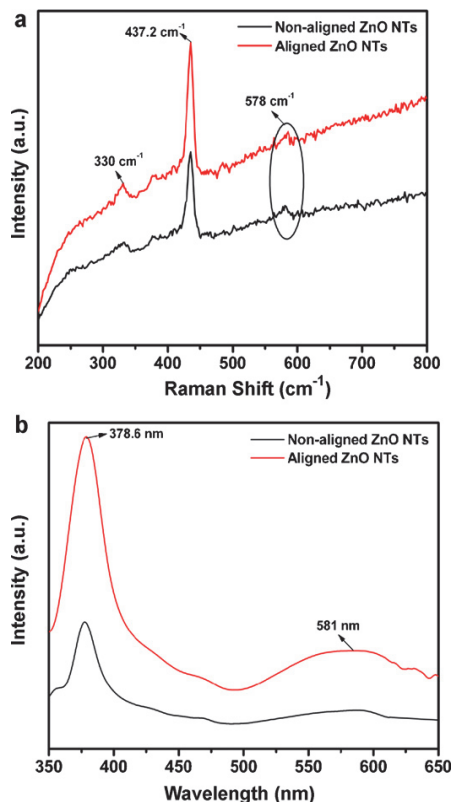 a
Non-aligned ZnO NTs
Aligned ZnO NTs
437.2 cm-1
578 cm-1
330 cm-1
Intensity (a.u.)
200 300 400 500 600 700 800
Raman Shift (cm-1)
b
Non-aligned ZnO NTs
Aligned ZnO NTs
378.6 nm
581 nm
Intensity (a.u.)
350 400 450 500 550 600 650
Wavelength (nm)